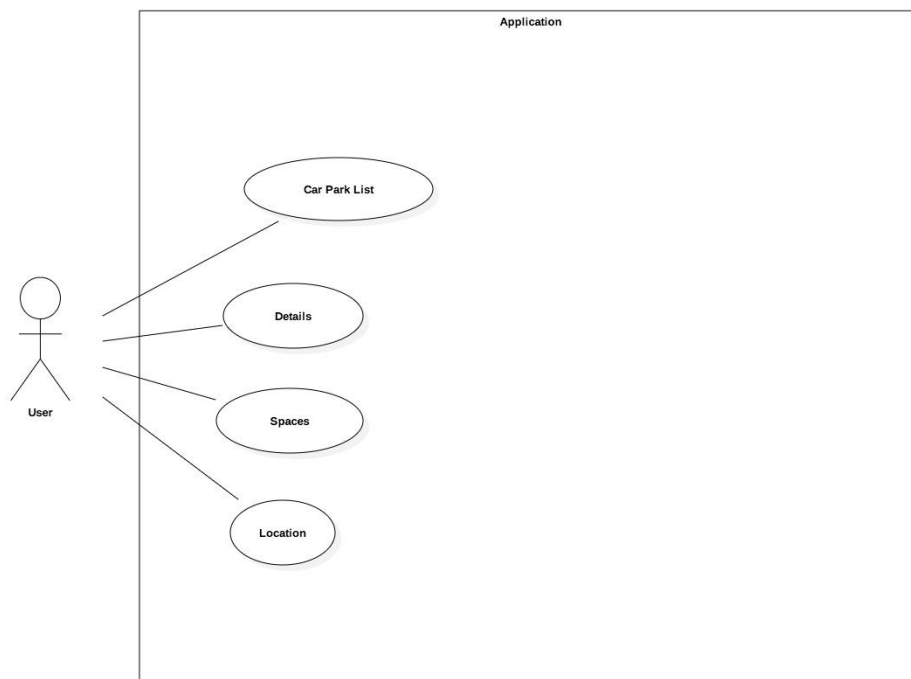 Application
Car Park List
Details
Spaces
User
Location